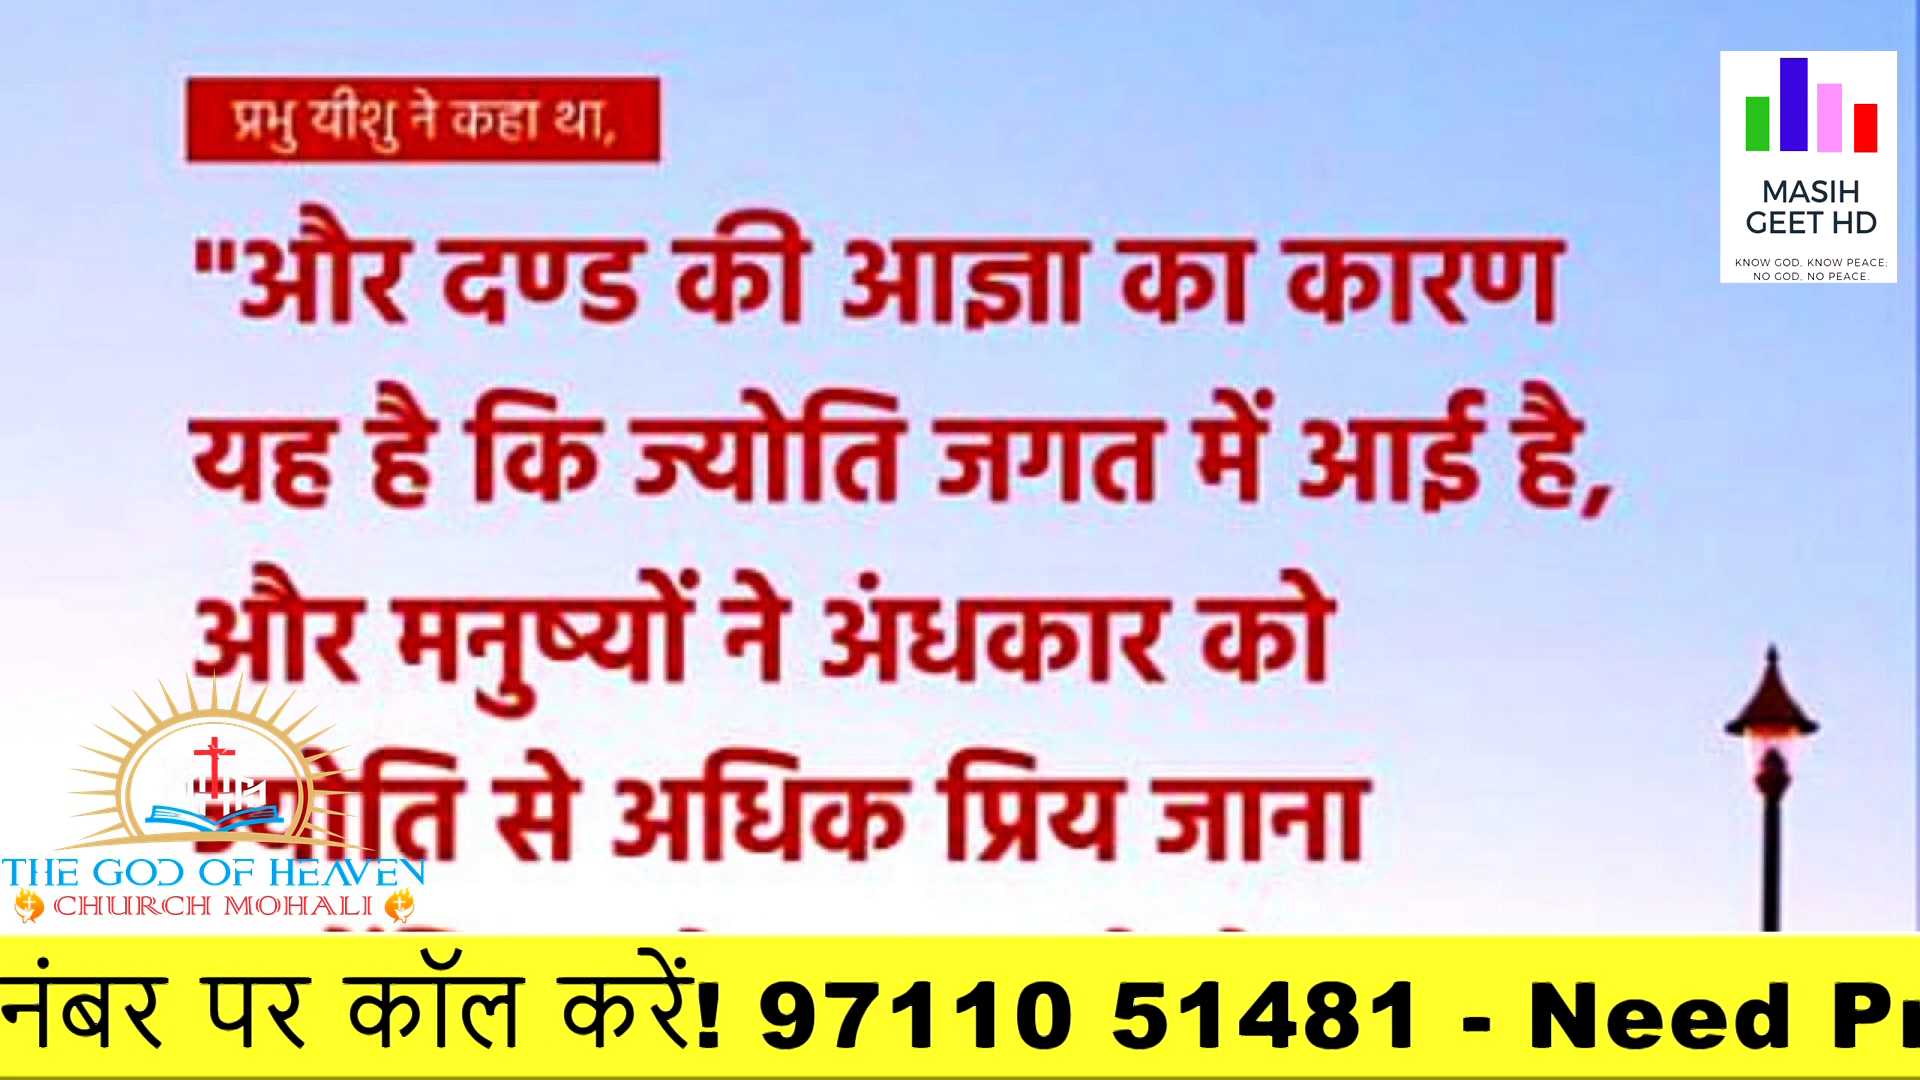 प्रभु यीशु ने कहा था,
"और दण्ड की आज्ञा का कारण
यह है कि ज्योति जगत में आई है,
और मनुष्यों ने अंधकार को
से अधिक प्रिय जाना
MASIH
GEET HD
KNOW GOD, KNOW PEACE;
NO GOD, NO PEACE.
THE GOD OF HEAVEN
CHURCH MOHALI
नंबर पर कॉल करें! 97110 51481 - Need